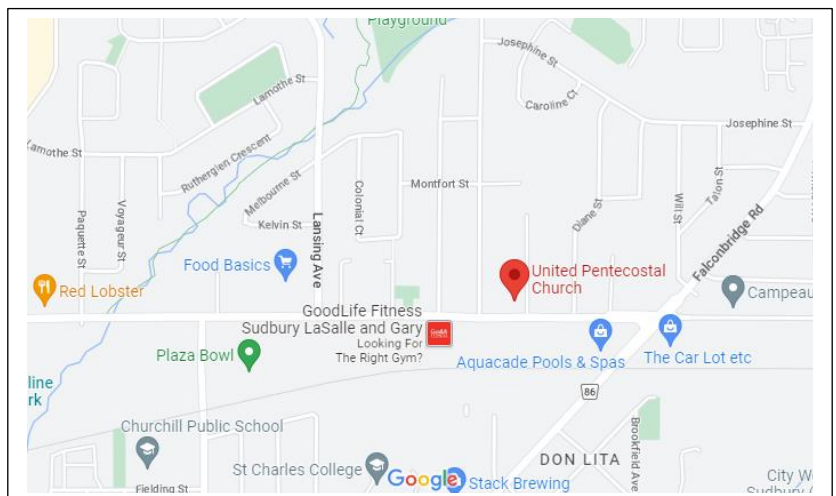 Playground
Josephine St
Lamothe St
Caroline Ct
Josephine St
Lamothe St
Rutherglen Crescent
Melbourne St
Montfort St
Talon St
Paquette St
Voyageur St
Colonial Ct
Diane St
Will St
Kelvin St
Lansing Ave
Falconbridge Rd
Food Basics
United Pentecostal
Church
Red Lobster
Campeau
GoodLife Fitness
Sudbury LaSalle and Gary
Looking For
The Right Gym?
Plaza Bowl
Aquacade Pools & Spas
The Car Lot etc
line
rk
86
Churchill Public School
Brookfield Ave
DON LITA
St Charles College
Google
Stack Brewing
City W
Sudbury
Fielding St